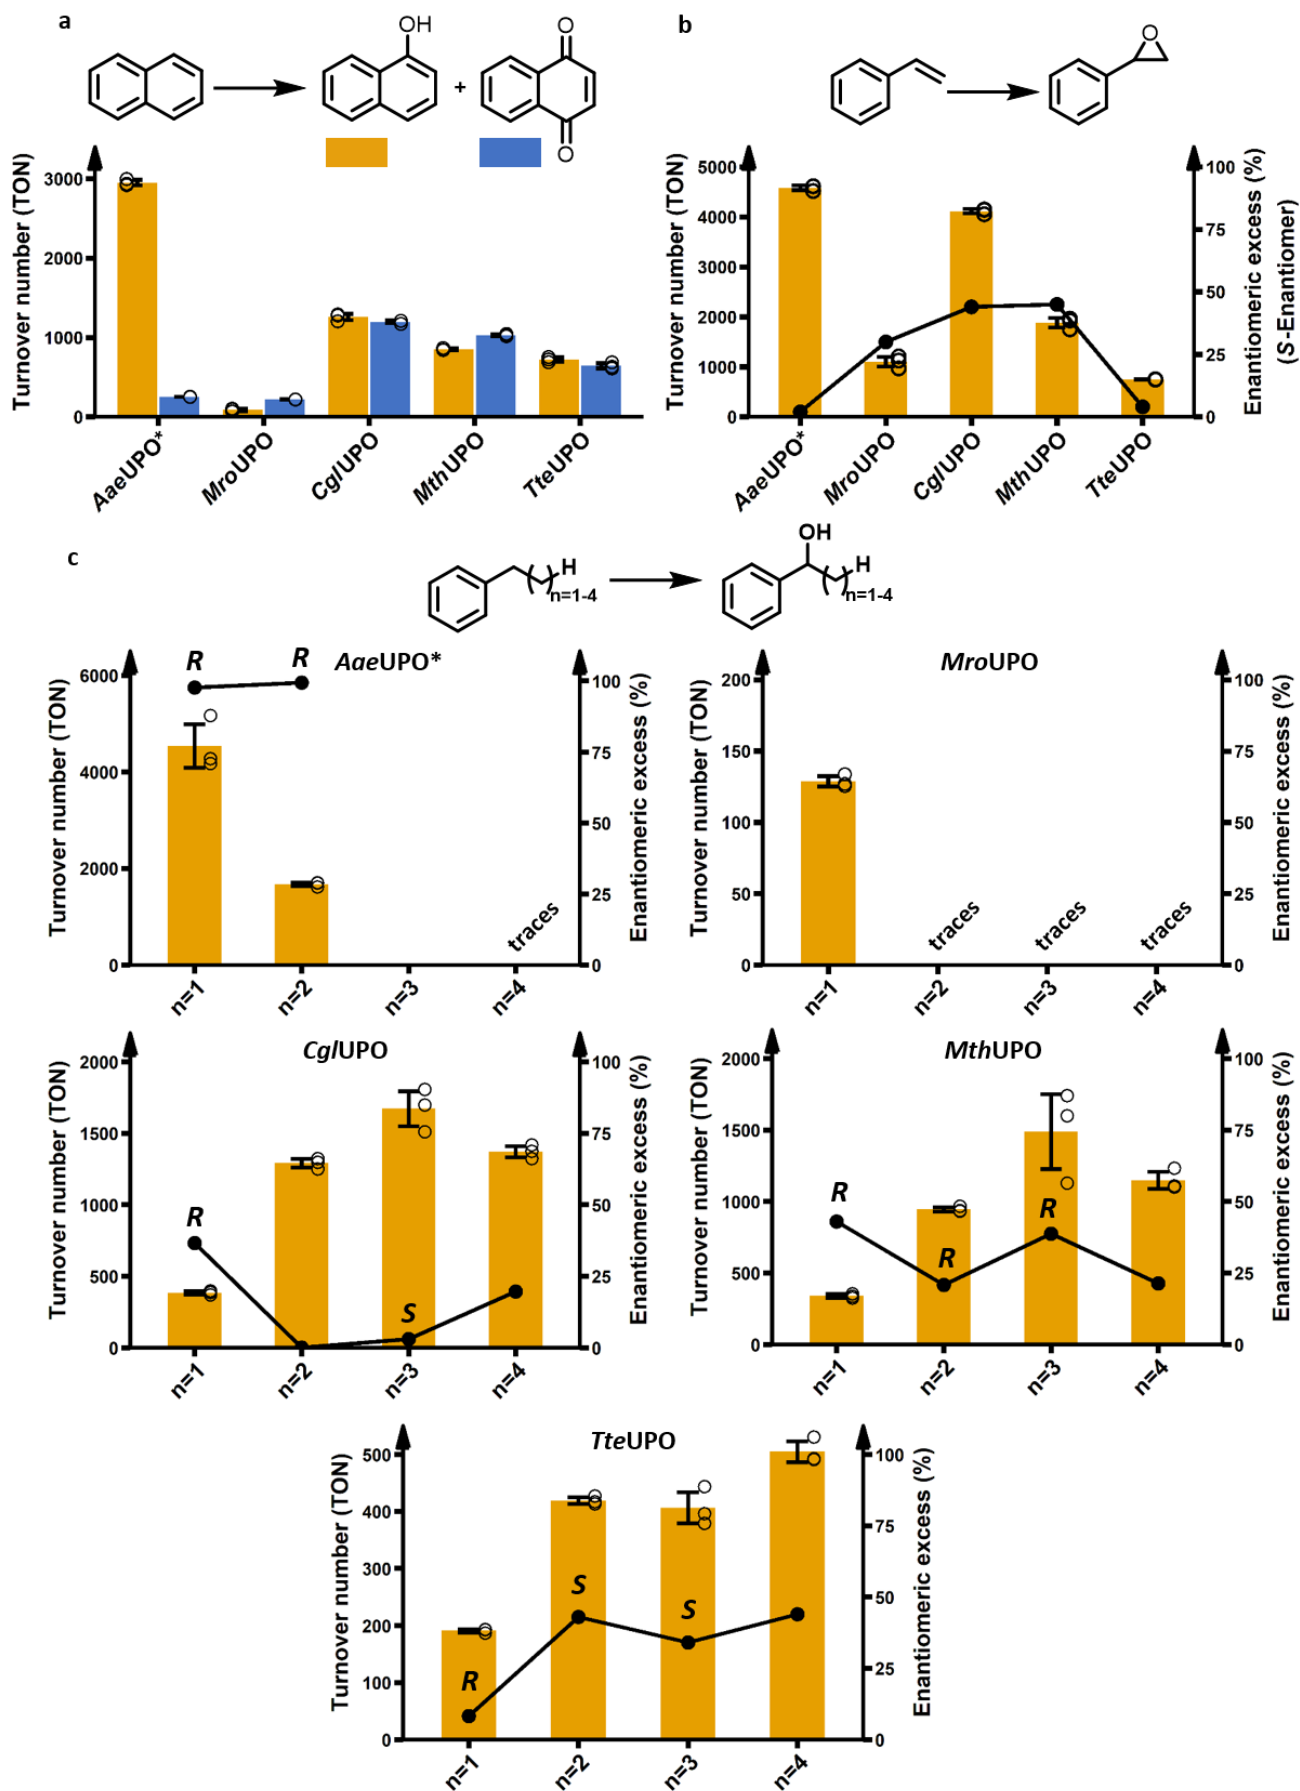 a
OH
O
+
O
Turnover number (TON)
3000
2000
1000
0
AaeUPO*
MroUPO
CglUPO
MthUPO
TteUPO
b
O
Turnover number (TON)
5000
4000
3000
2000
1000
0
100
75
50
25
0
Enantiomeric excess (%)
(S-Enantiomer)
AaeUPO*
MroUPO
CglUPO
MthUPO
TteUPO
c
H
n=1-4
OH
H
n=1-4
AaeUPO*
Turnover number (TON)
6000
4000
2000
0
R
R
traces
100
75
50
25
0
Enantiomeric excess (%)
n=1
n=2
n=3
n=4
MroUPO
Turnover number (TON)
200
150
100
50
0
traces
traces
traces
100
75
50
25
0
Enantiomeric excess (%)
n=1
n=2
n=3
n=4
CglUPO
Turnover number (TON)
2000
1500
1000
500
0
R
S
100
75
50
25
0
Enantiomeric excess (%)
n=1
n=2
n=3
n=4
MthUPO
Turnover number (TON)
2000
1500
1000
500
0
R
R
R
100
75
50
25
0
Enantiomeric excess (%)
n=1
n=2
n=3
n=4
TteUPO
Turnover number (TON)
500
400
300
200
100
0
R
S
S
100
75
50
25
0
Enantiomeric excess (%)
n=1
n=2
n=3
n=4